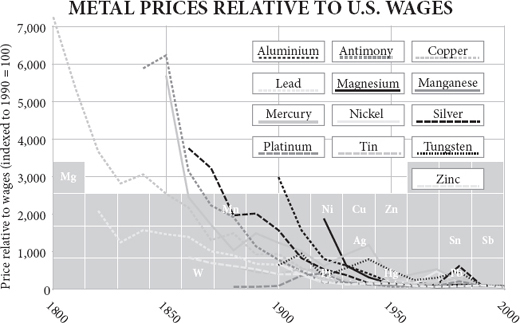 METAL PRICES RELATIVE TO U.S. WAGES
Price relative to wages (indexed to 1990 = 100)
7,000
6,000
5,000
4,000
3,000
2,000
1,000
0
Aluminium Antimony Copper
Lead Magnesium Manganese
Mercury Nickel Silver
Platinum Tin Tungsten
Zinc
Mg
Ni Cu Zn
Ag Sn Sb
W
1800 1850 1900 1950 2000